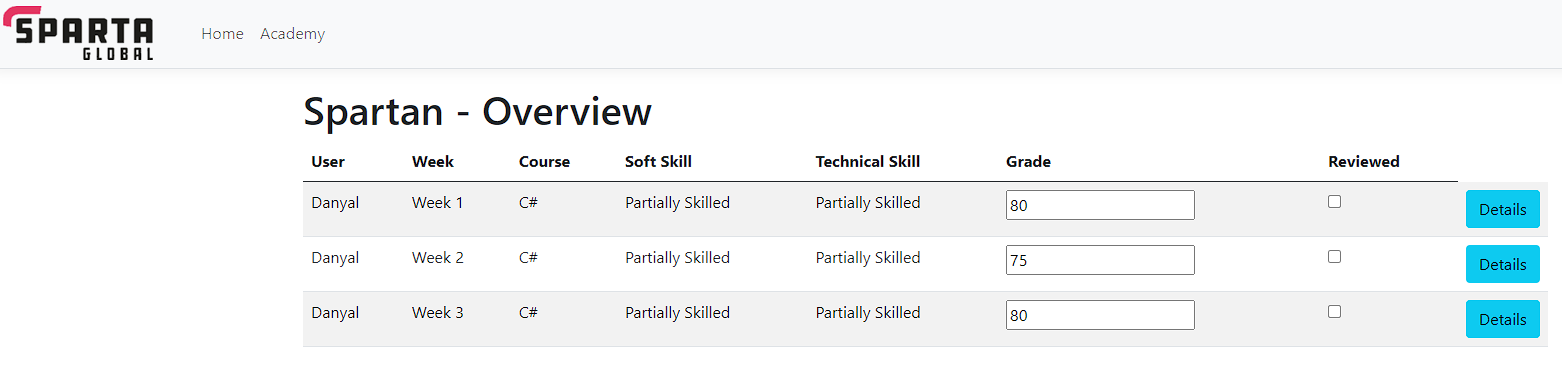 SPARTA
GLOBAL
Home Academy
Spartan - Overview
User Week Course Soft Skill Technical Skill Grade Reviewed
Danyal Week 1 C# Partially Skilled Partially Skilled 80 Details
Danyal Week 2 C# Partially Skilled Partially Skilled 75 Details
Danyal Week 3 C# Partially Skilled Partially Skilled 80 Details